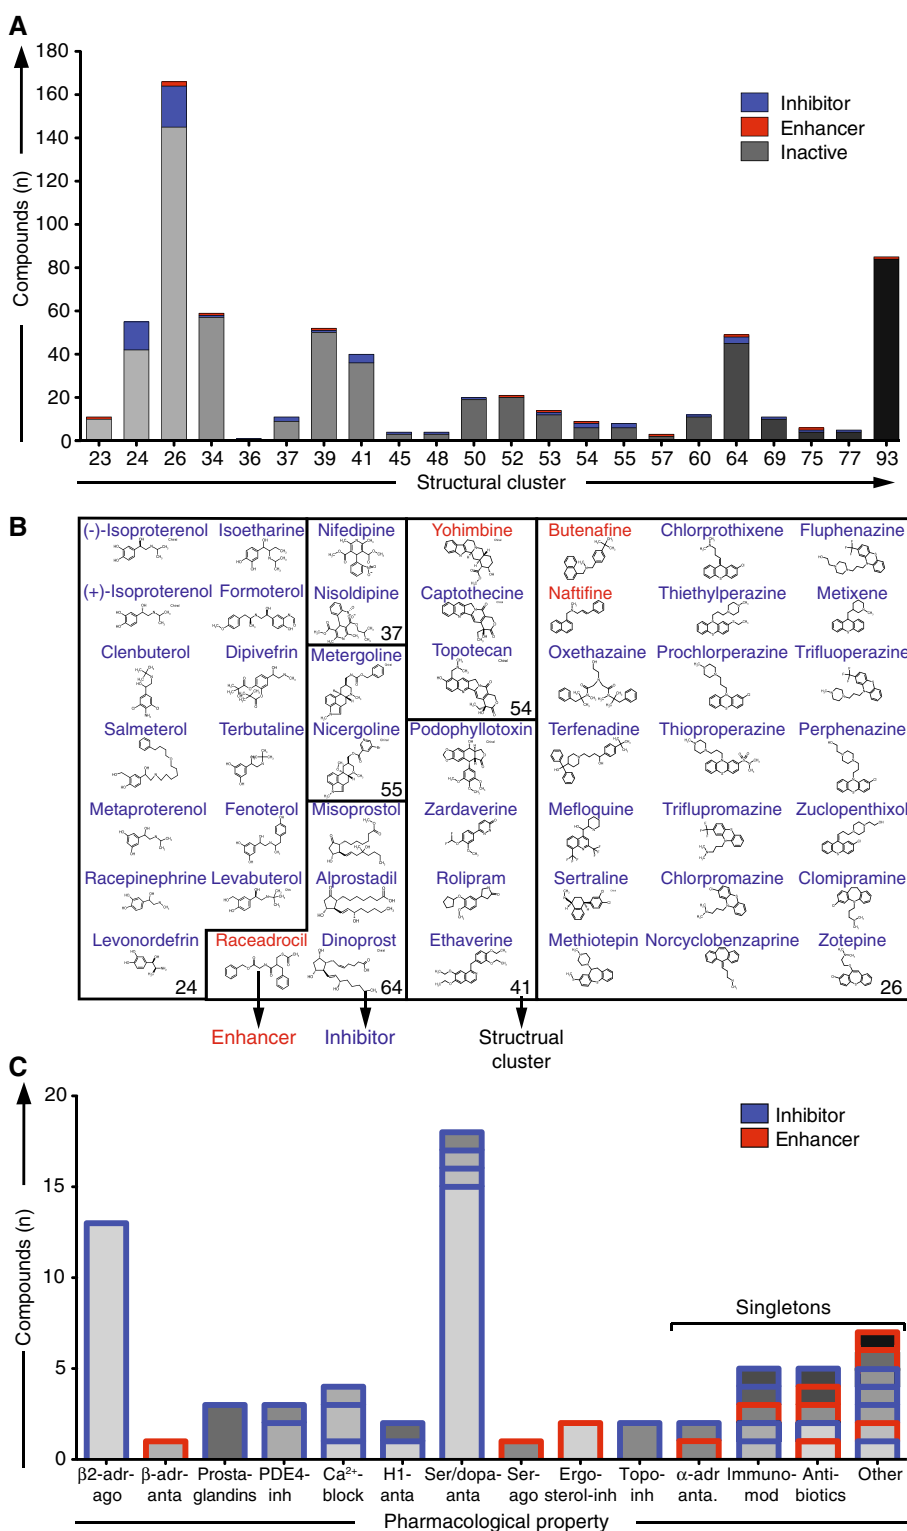 A
180
160
140
120
100
80
60
40
20
0
Compounds (n)
Inhibitor
Enhancer
Inactive
23 24 26 34 36 37 39 41 45 48 50 52 53 54 55 57 60 64 69 75 77 93
Structural cluster
B
(-)-Isoproterenol Isoetharine Nifedipine Yohimbine Butenafine Chlorprothixene Fluphenazine
(+)-Isoproterenol Formoterol Nisoldipine Captothecine Naftifine Thiethylperazine Metixene
37
Clenbuterol Dipivefrin Metergoline Topotecan Oxethazaine Prochlorperazine Trifluoperazine
54
Salmeterol Terbutaline Nicergoline Podophyllotoxin Terfenadine Thioproperazine Perphenazine
55
Metaproterenol Fenoterol Misoprostol Zardaverine Mefloquine Triflupromazine Zuclopenthixol
Racepinephrine Levabuterol Alprostadil Rolipram Sertraline Chlorpromazine Clomipramine
Levonordefrin Raceadrocil Dinoprost Ethaverine Methiotepin Norcyclobenzaprine Zotepine
24 64 41 26
Enhancer Inhibitor Structrual
cluster
C
20
15
10
5
0
Compounds (n)
Inhibitor
Enhancer
Singletons
β2-adr- β-adr- Prosta- PDE4- Ca²⁺- H1- Ser/dopa- Ser- Ergo- Topo- α-adr Immuno- Anti- Other
ago anta glandins inh block anta anta ago sterol-inh inh anta. mod biotics
Pharmacological property